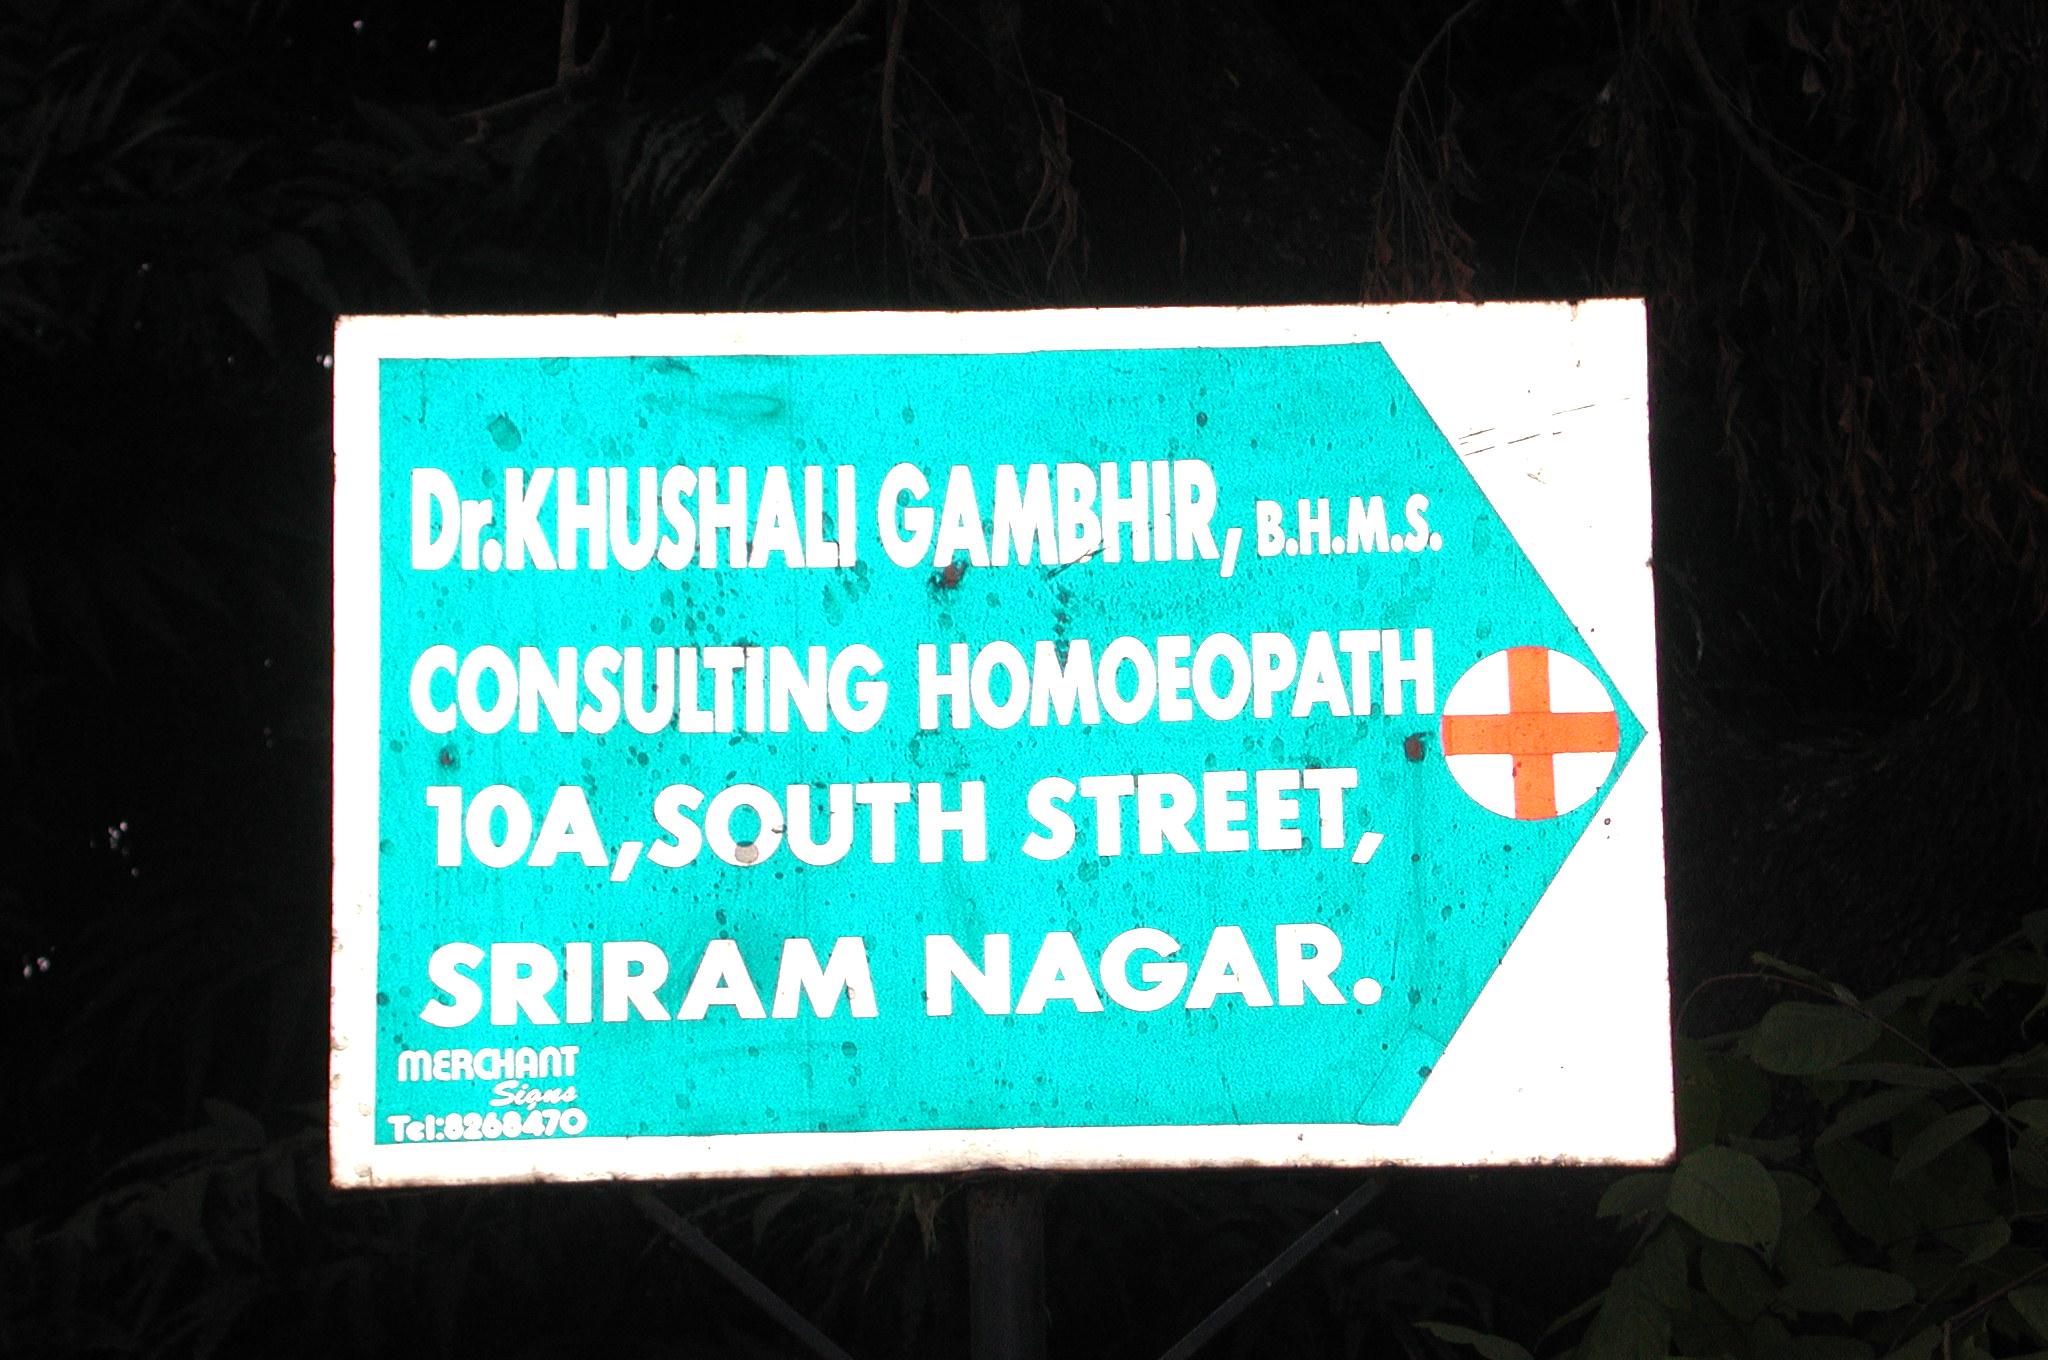 Dr.KHUSHALI GAMBHIR, B.H.M.S.
CONSULTING HOMOEOPATH
10A,SOUTH STREET,
SRIRAM NAGAR.
MERCHANT
Signs
Tel:8268470